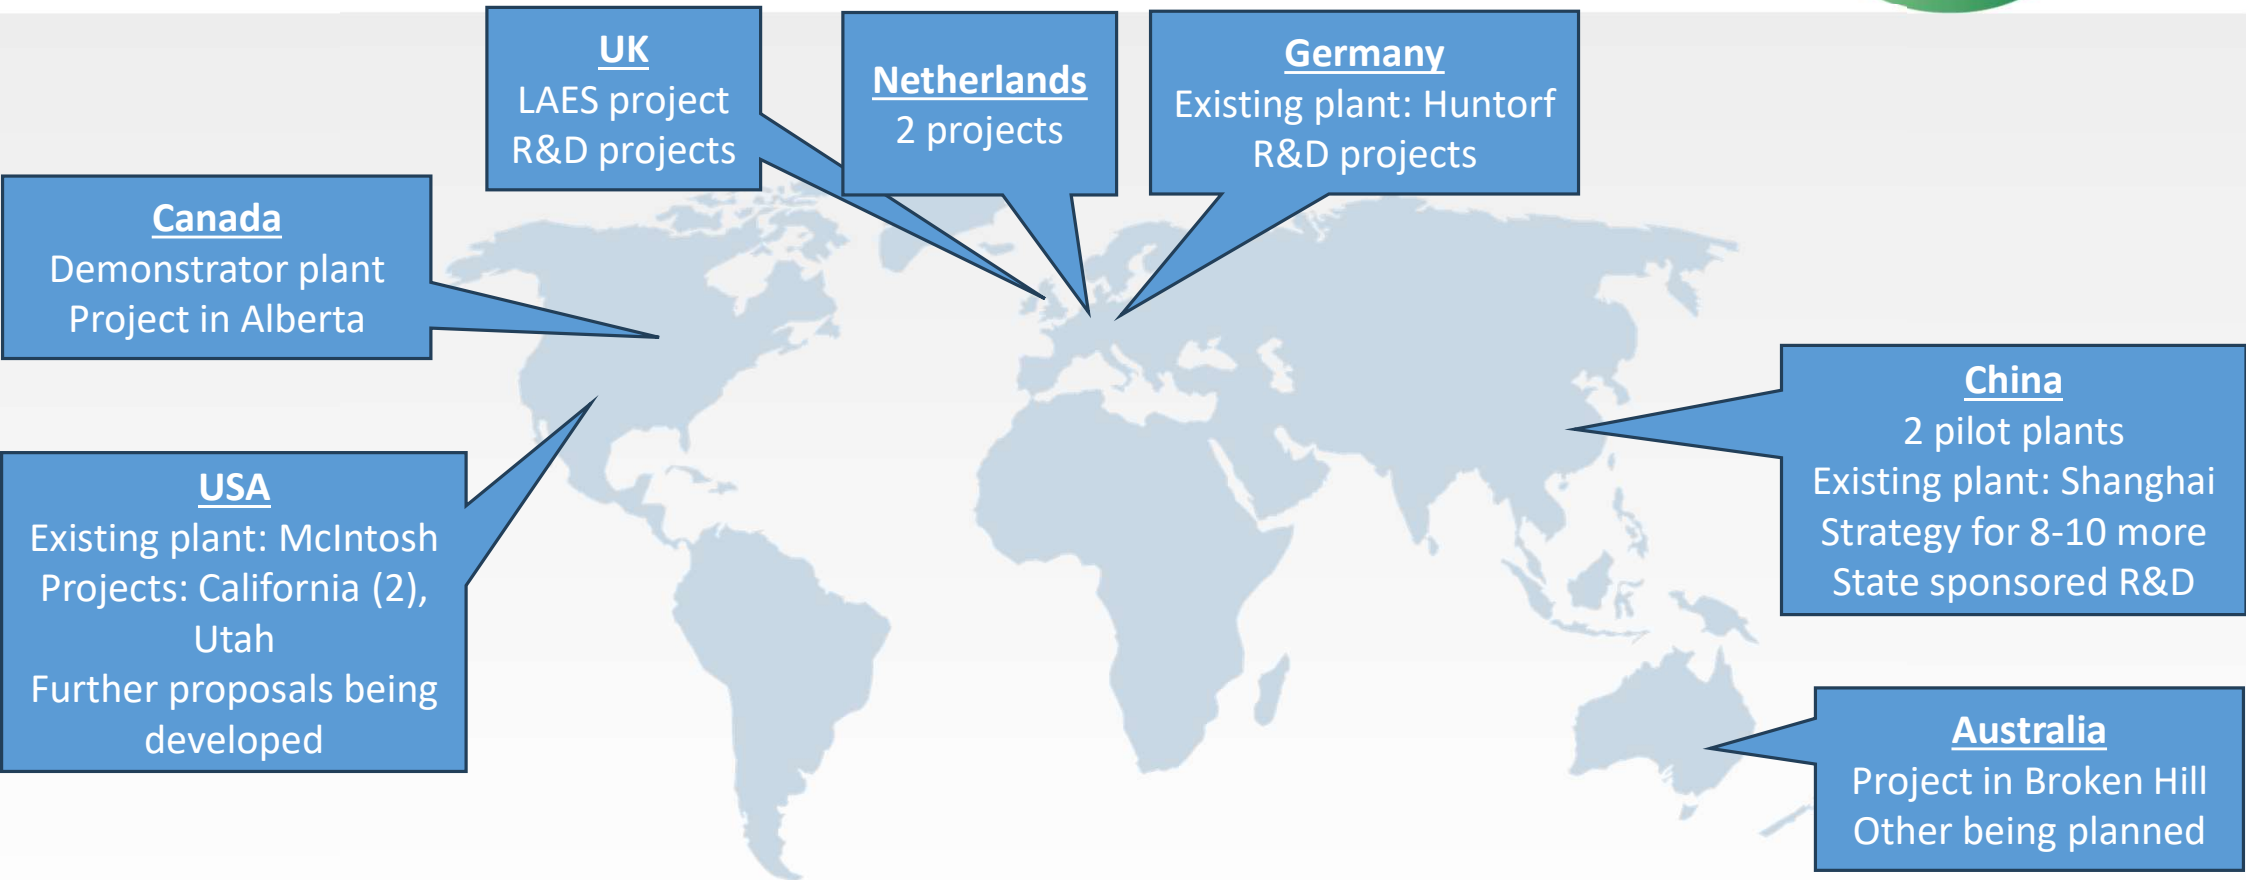 UK
LAES project
R&D projects
Netherlands
2 projects
Germany
Existing plant: Huntorf
R&D projects
Canada
Demonstrator plant
Project in Alberta
USA
Existing plant: McIntosh
Projects: California (2),
Utah
Further proposals being
developed
China
2 pilot plants
Existing plant: Shanghai
Strategy for 8-10 more
State sponsored R&D
Australia
Project in Broken Hill
Other being planned